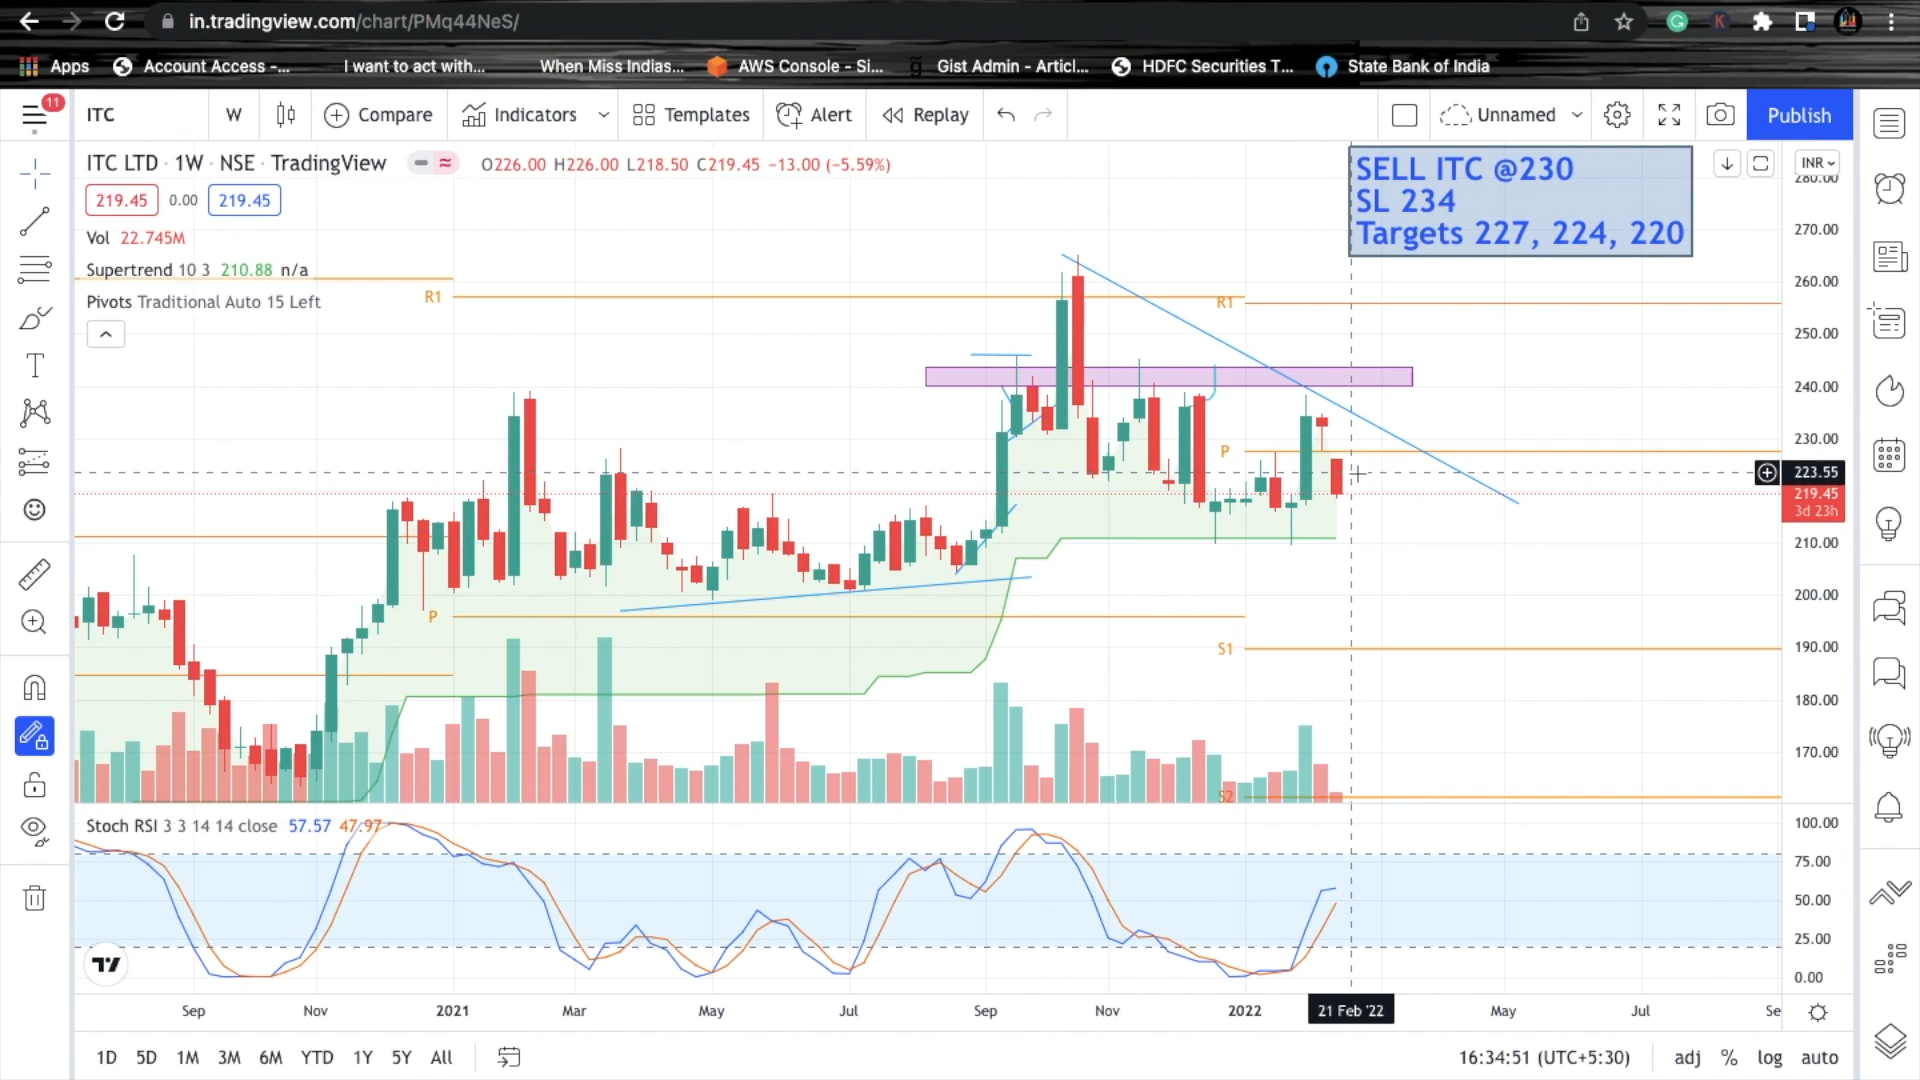 in.tradingview.com/chart/PMq44NeS/
Apps Account Access -... I want to act with... When Miss Indias... AWS Console - Si... Gist Admin - Articl... HDFC Securities T... State Bank of India
11
ITC W Compare Indicators Templates Alert Replay Unnamed Publish
ITC LTD · 1W · NSE · TradingView O226.00 H226.00 L218.50 C219.45 −13.00 (−5.59%)
219.45 0.00 219.45
Vol 22.745M
Supertrend 10 3 210.88 n/a
Pivots Traditional Auto 15 Left
SELL ITC @230
SL 234
Targets 227, 224, 220
INR
280.00
270.00
260.00
250.00
240.00
230.00
223.55
219.45
3d 23h
210.00
200.00
190.00
180.00
170.00
R1
R1
P
P
S1
S2
Stoch RSI 3 3 14 14 close 57.57 47.97
100.00
75.00
50.00
25.00
0.00
Sep Nov 2021 Mar May Jul Sep Nov 2022 21 Feb '22 May Jul Se
1D 5D 1M 3M 6M YTD 1Y 5Y All 16:34:51 (UTC+5:30) adj % log auto